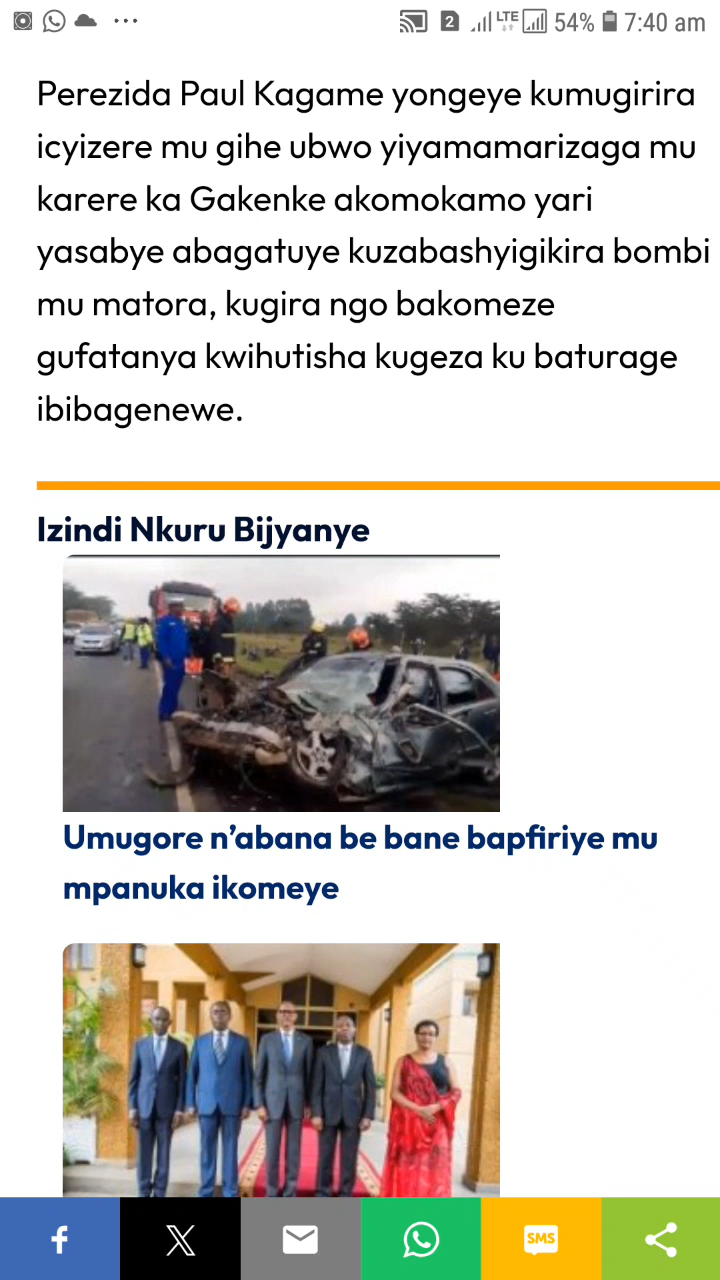 LTE 54% 7:40 am
2
Perezida Paul Kagame yongeye kumugirira
icyizere mu gihe ubwo yiyamamarizaga mu
karere ka Gakenke akomokamo yari
yasabye abagatuye kuzabashyigikira bombi
mu matora, kugira ngo bakomeze
gufatanya kwihutisha kugeza ku baturage
ibibagenewe.
Izindi Nkuru Bijyanye
Umugore n’abana be bane bapfiriye mu
mpanuka ikomeye
SMS